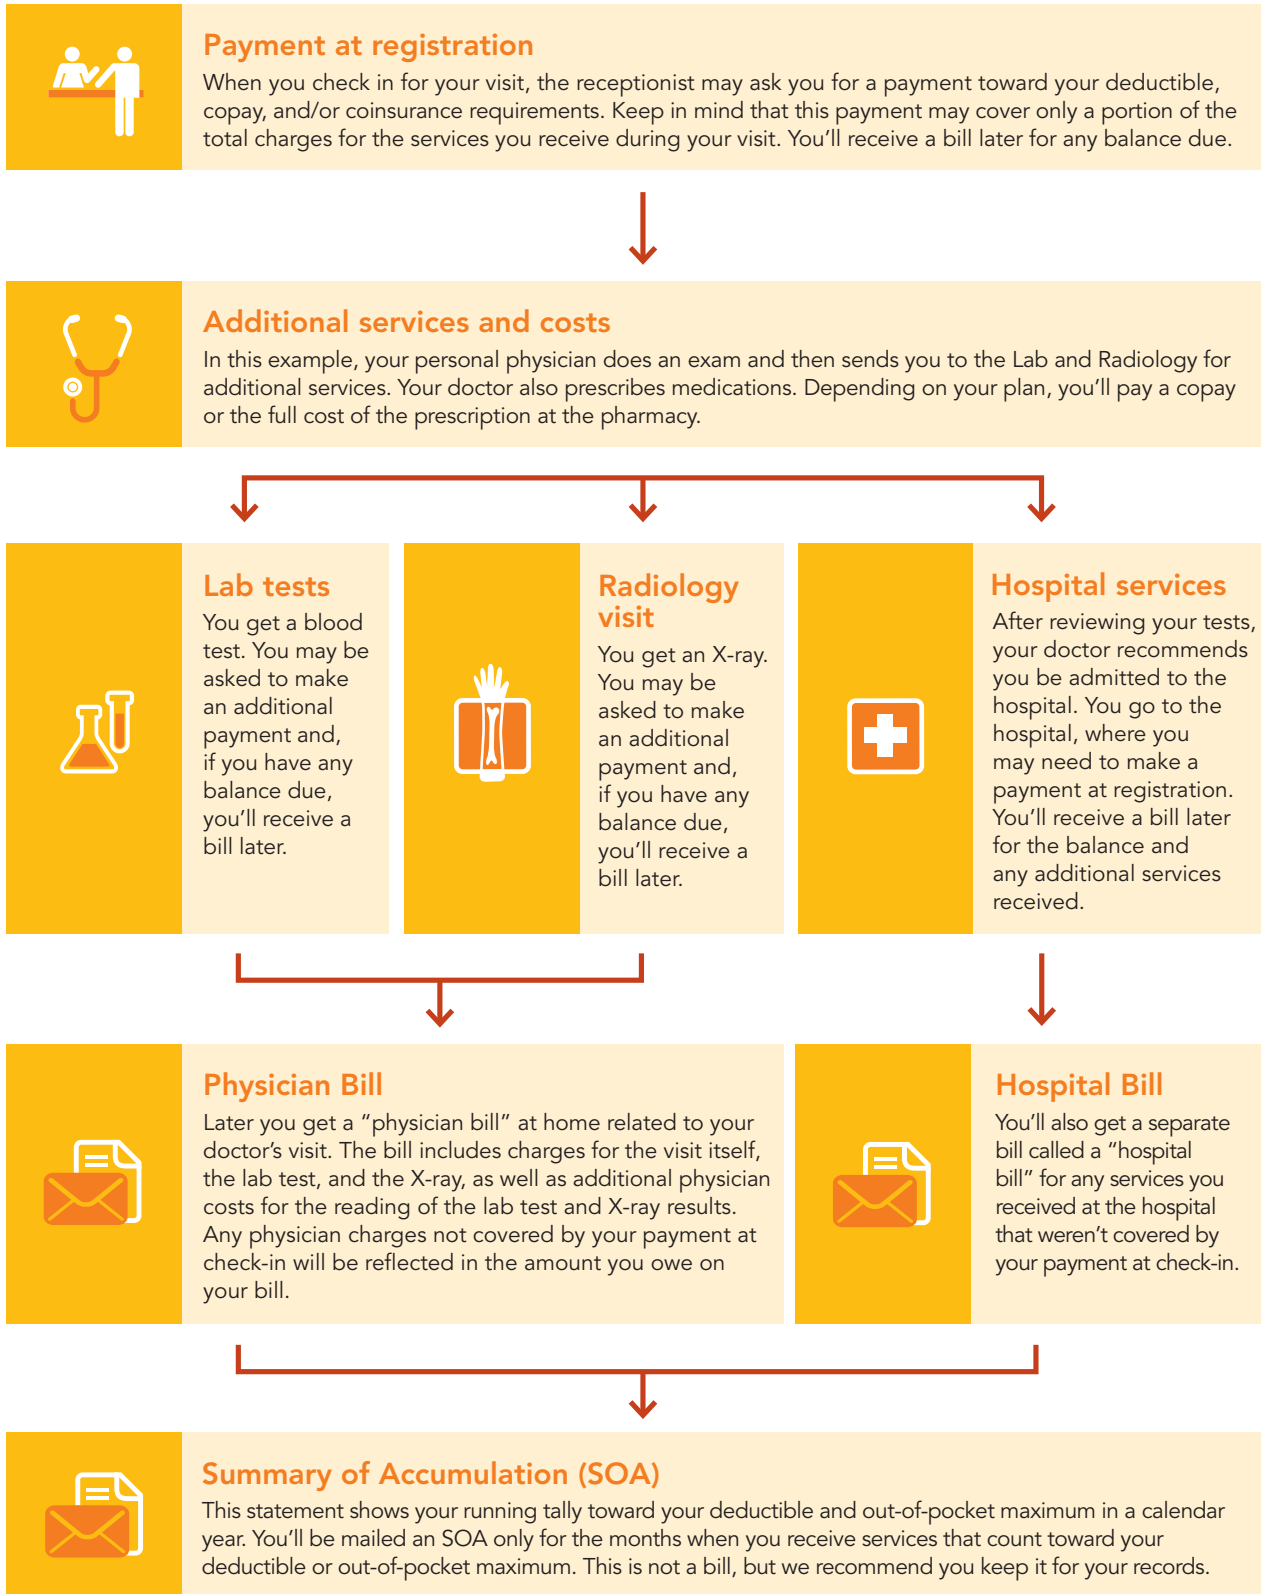 Payment at registration
When you check in for your visit, the receptionist may ask you for a payment toward your deductible,
copay, and/or coinsurance requirements. Keep in mind that this payment may cover only a portion of the
total charges for the services you receive during your visit. You’ll receive a bill later for any balance due.
Additional services and costs
In this example, your personal physician does an exam and then sends you to the Lab and Radiology for
additional services. Your doctor also prescribes medications. Depending on your plan, you’ll pay a copay
or the full cost of the prescription at the pharmacy.
Lab tests
You get a blood
test. You may be
asked to make
an additional
payment and,
if you have any
balance due,
you’ll receive a
bill later.
Radiology
visit
You get an X-ray.
You may be
asked to make
an additional
payment and,
if you have any
balance due,
you’ll receive a
bill later.
Hospital services
After reviewing your tests,
your doctor recommends
you be admitted to the
hospital. You go to the
hospital, where you
may need to make a
payment at registration.
You’ll receive a bill later
for the balance and
any additional services
received.
Physician Bill
Later you get a “physician bill” at home related to your
doctor’s visit. The bill includes charges for the visit itself,
the lab test, and the X-ray, as well as additional physician
costs for the reading of the lab test and X-ray results.
Any physician charges not covered by your payment at
check-in will be reflected in the amount you owe on
your bill.
Hospital Bill
You’ll also get a separate
bill called a “hospital
bill” for any services you
received at the hospital
that weren’t covered by
your payment at check-in.
Summary of Accumulation (SOA)
This statement shows your running tally toward your deductible and out-of-pocket maximum in a calendar
year. You’ll be mailed an SOA only for the months when you receive services that count toward your
deductible or out-of-pocket maximum. This is not a bill, but we recommend you keep it for your records.